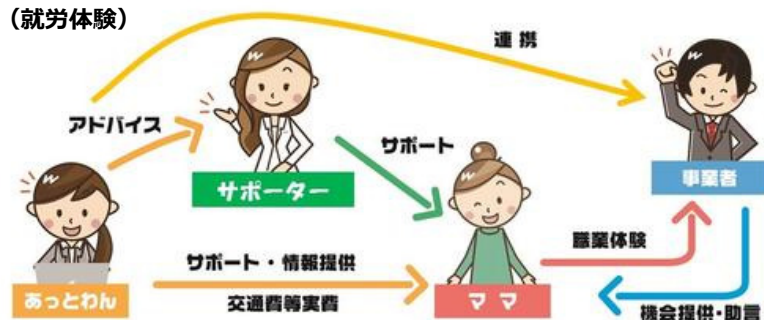 (就労体験)
連 携
アドバイス
サポート
サポーター
事業者
サポート・情報提供
職業体験
あっとわん
交通費等実費
ママ
機会提供・助言